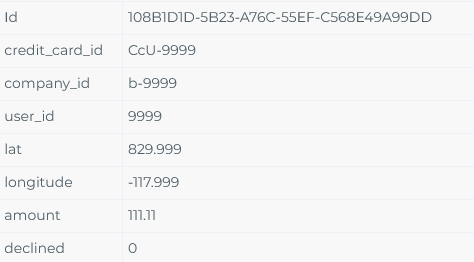 Id 108B1D1D-5B23-A76C-55EF-C568E49A99DD
credit_card_id CcU-9999
company_id b-9999
user_id 9999
lat 829.999
longitude -117.999
amount 111.11
declined 0